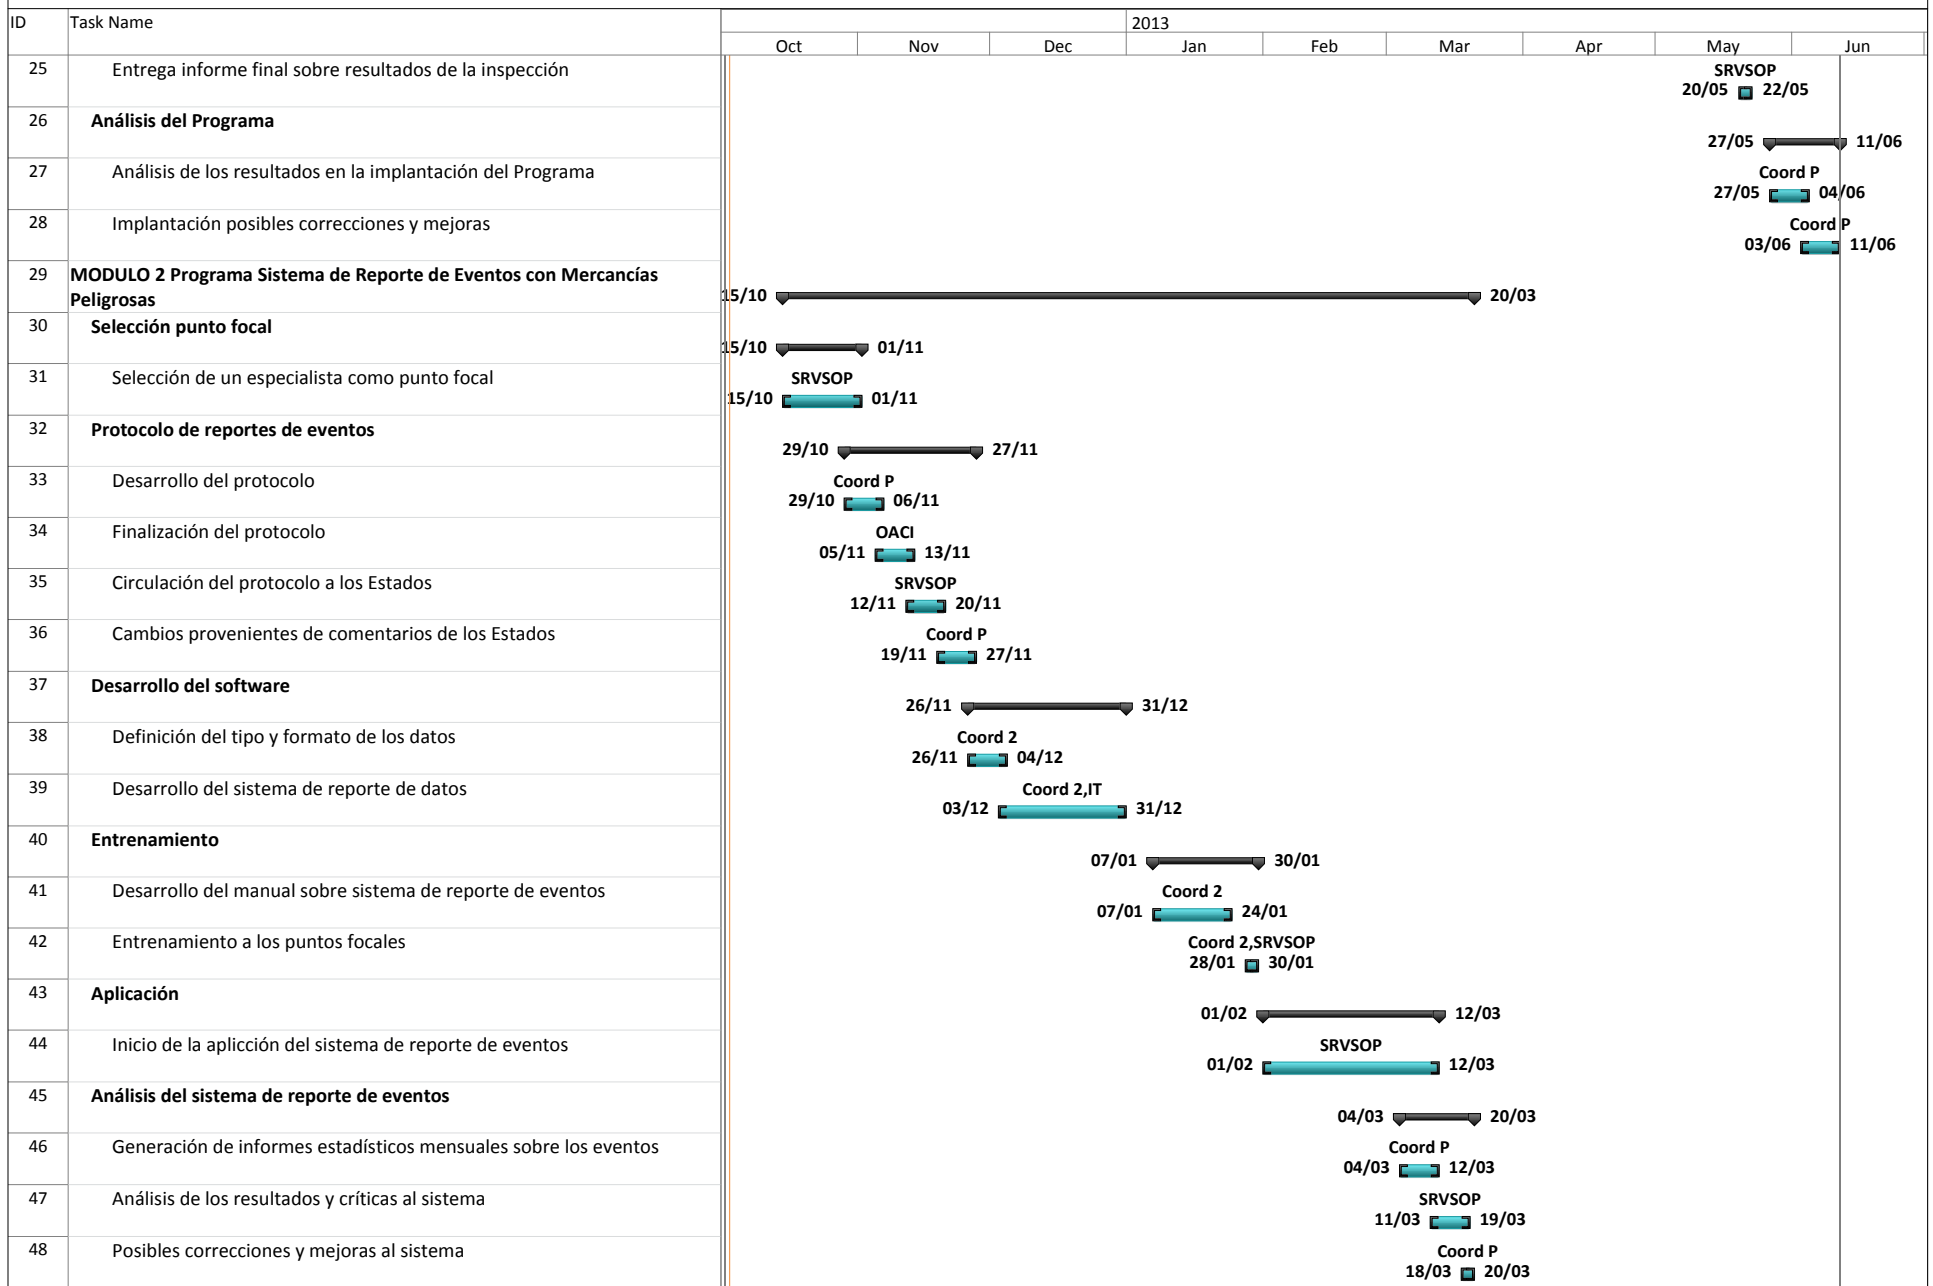 ID Task Name 2013
Oct Nov Dec Jan Feb Mar Apr May Jun
25 Entrega informe final sobre resultados de la inspección SRVSOP
20/05 22/05
26 Análisis del Programa
27/05 11/06
27 Análisis de los resultados en la implantación del Programa Coord P
27/05 04/06
28 Implantación posibles correcciones y mejoras Coord P
03/06 11/06
29 MODULO 2 Programa Sistema de Reporte de Eventos con Mercancías
Peligrosas 15/10 20/03
30 Selección punto focal
15/10 01/11
31 Selección de un especialista como punto focal SRVSOP
15/10 01/11
32 Protocolo de reportes de eventos
29/10 27/11
33 Desarrollo del protocolo Coord P
29/10 06/11
34 Finalización del protocolo OACI
05/11 13/11
35 Circulación del protocolo a los Estados SRVSOP
12/11 20/11
36 Cambios provenientes de comentarios de los Estados Coord P
19/11 27/11
37 Desarrollo del software
26/11 31/12
38 Definición del tipo y formato de los datos Coord 2
26/11 04/12
39 Desarrollo del sistema de reporte de datos Coord 2,IT
03/12 31/12
40 Entrenamiento
07/01 30/01
41 Desarrollo del manual sobre sistema de reporte de eventos Coord 2
07/01 24/01
42 Entrenamiento a los puntos focales Coord 2,SRVSOP
28/01 30/01
43 Aplicación
01/02 12/03
44 Inicio de la aplicción del sistema de reporte de eventos SRVSOP
01/02 12/03
45 Análisis del sistema de reporte de eventos
04/03 20/03
46 Generación de informes estadísticos mensuales sobre los eventos Coord P
04/03 12/03
47 Análisis de los resultados y críticas al sistema SRVSOP
11/03 19/03
48 Posibles correcciones y mejoras al sistema Coord P
18/03 20/03